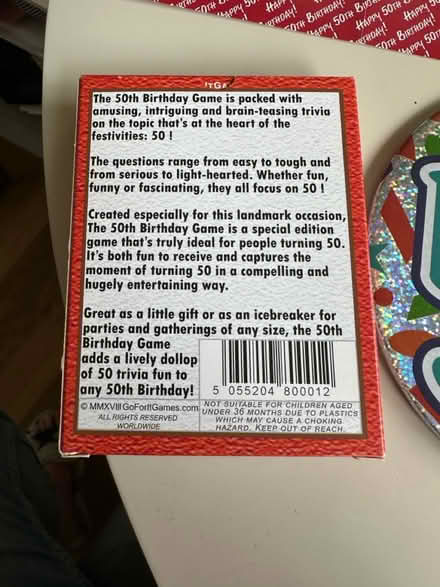 HAPPY 50TH BIRTHDAY!
ITGA
The 50th Birthday Game is packed with
amusing, intriguing and brain-teasing trivia
on the topic that's at the heart of the
festivities: 50 !
The questions range from easy to tough and
from serious to light-hearted. Whether fun,
funny or fascinating, they all focus on 50 !
Created especially for this landmark occasion,
The 50th Birthday Game is a special edition
game that's truly ideal for people turning 50.
It's both fun to receive and captures the
moment of turning 50 in a compelling and
hugely entertaining way.
Great as a little gift or as an icebreaker for
parties and gatherings of any size, the 50th
Birthday Game
adds a lively dollop
of 50 trivia fun to
any 50th Birthday!
5 055204 800012
© MMXVIII GoForItGames.com
ALL RIGHTS RESERVED
WORLDWIDE
NOT SUITABLE FOR CHILDREN AGED
UNDER 36 MONTHS DUE TO PLASTICS
WHICH MAY CAUSE A CHOKING
HAZARD. KEEP OUT OF REACH.